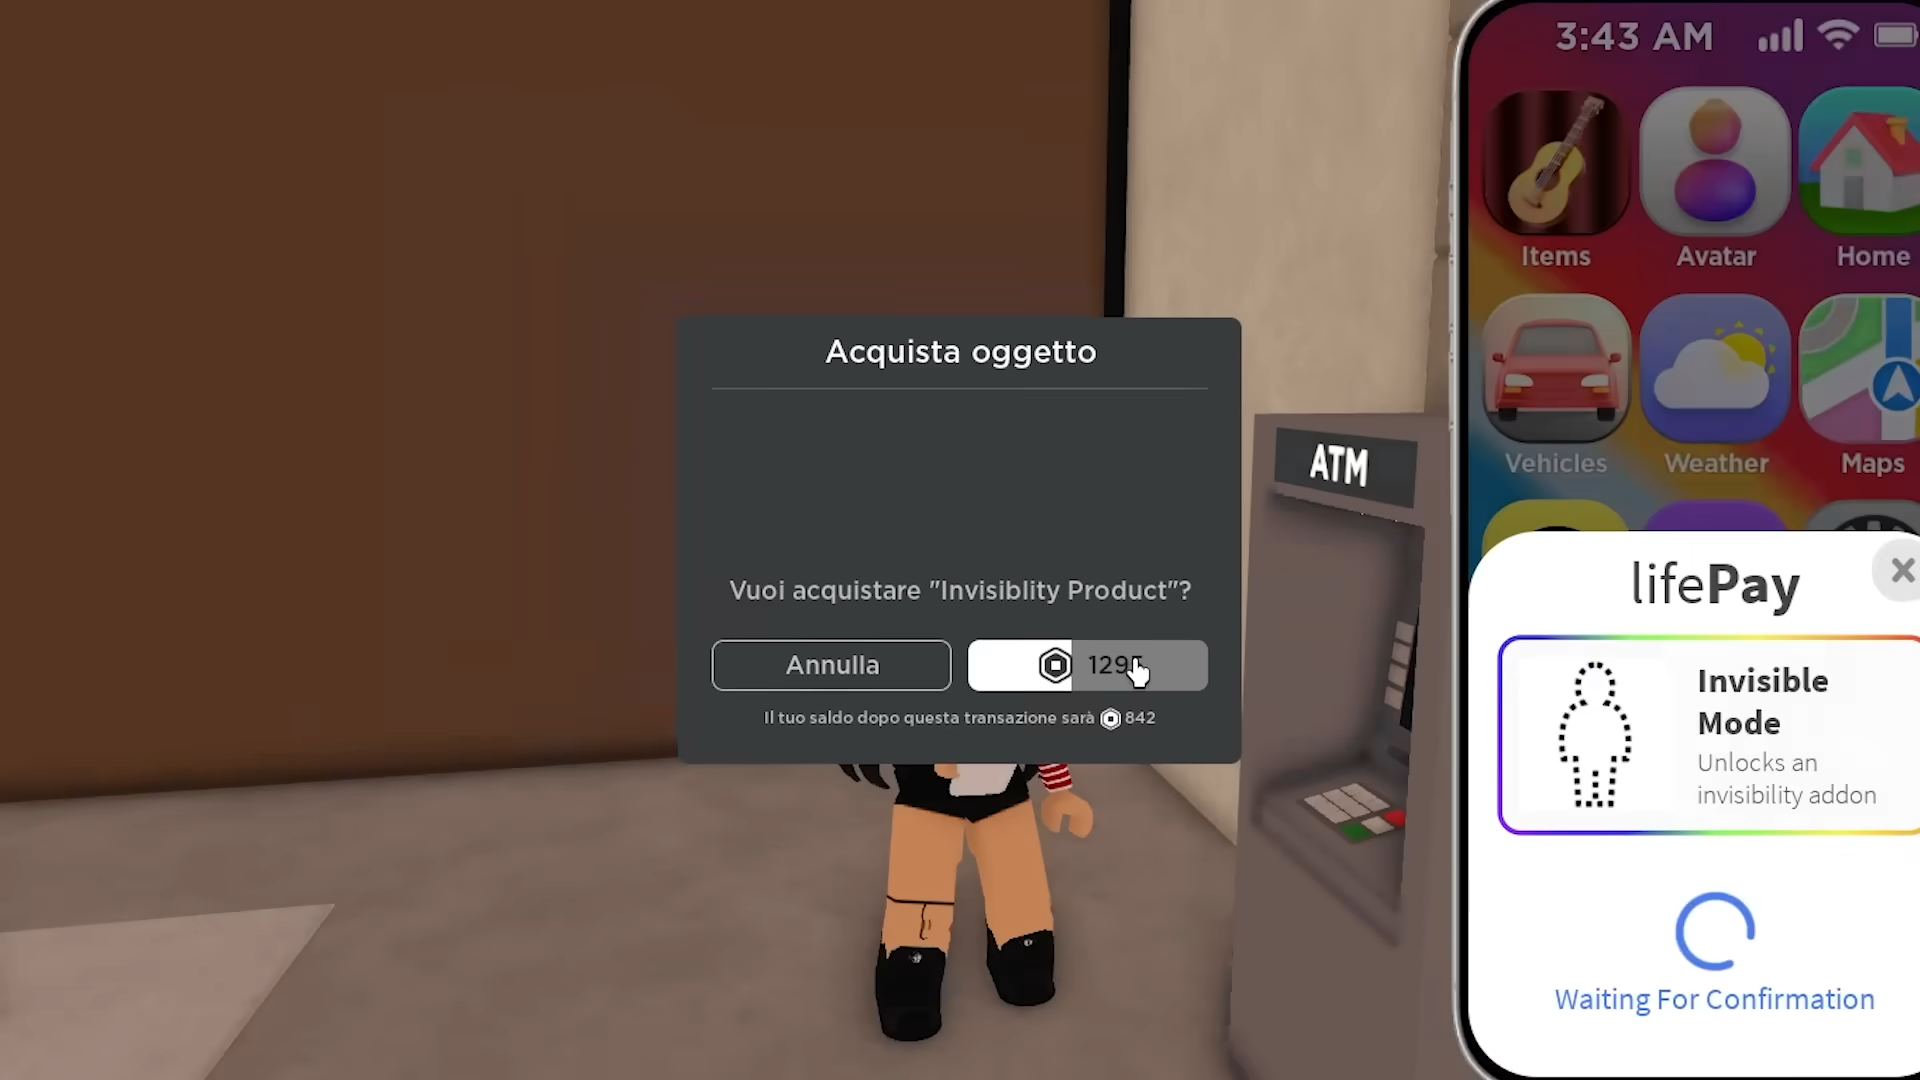 3:43 AM
Items
Avatar
Home
Vehicles
Weather
Maps
Acquista oggetto
Vuoi acquistare "Invisiblity Product"?
Annulla
Il tuo saldo dopo questa transazione sarà 842
ATM
lifePay
Invisible
Mode
Unlocks an
invisibility addon
Waiting For Confirmation